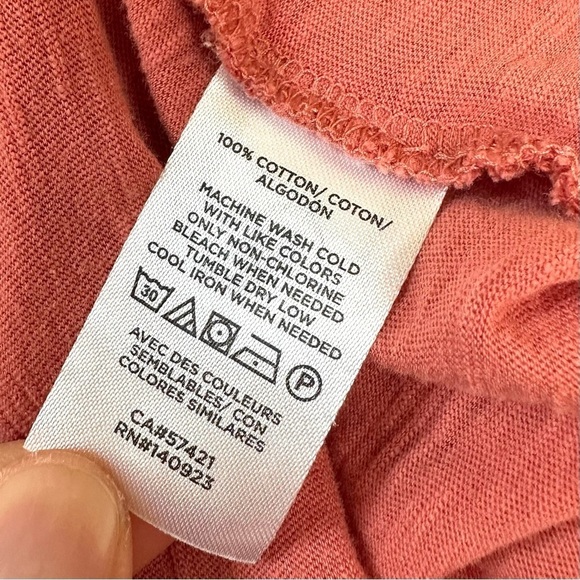 100% COTTON/ COTON/
ALGODÓN
MACHINE WASH COLD
WITH LIKE COLORS
ONLY NON-CHLORINE
BLEACH WHEN NEEDED
TUMBLE DRY LOW
COOL IRON WHEN NEEDED
30 P
AVEC DES COULEURS
SEMBLABLES/ CON
COLORES SIMILARES
CA#57421
RN#140923